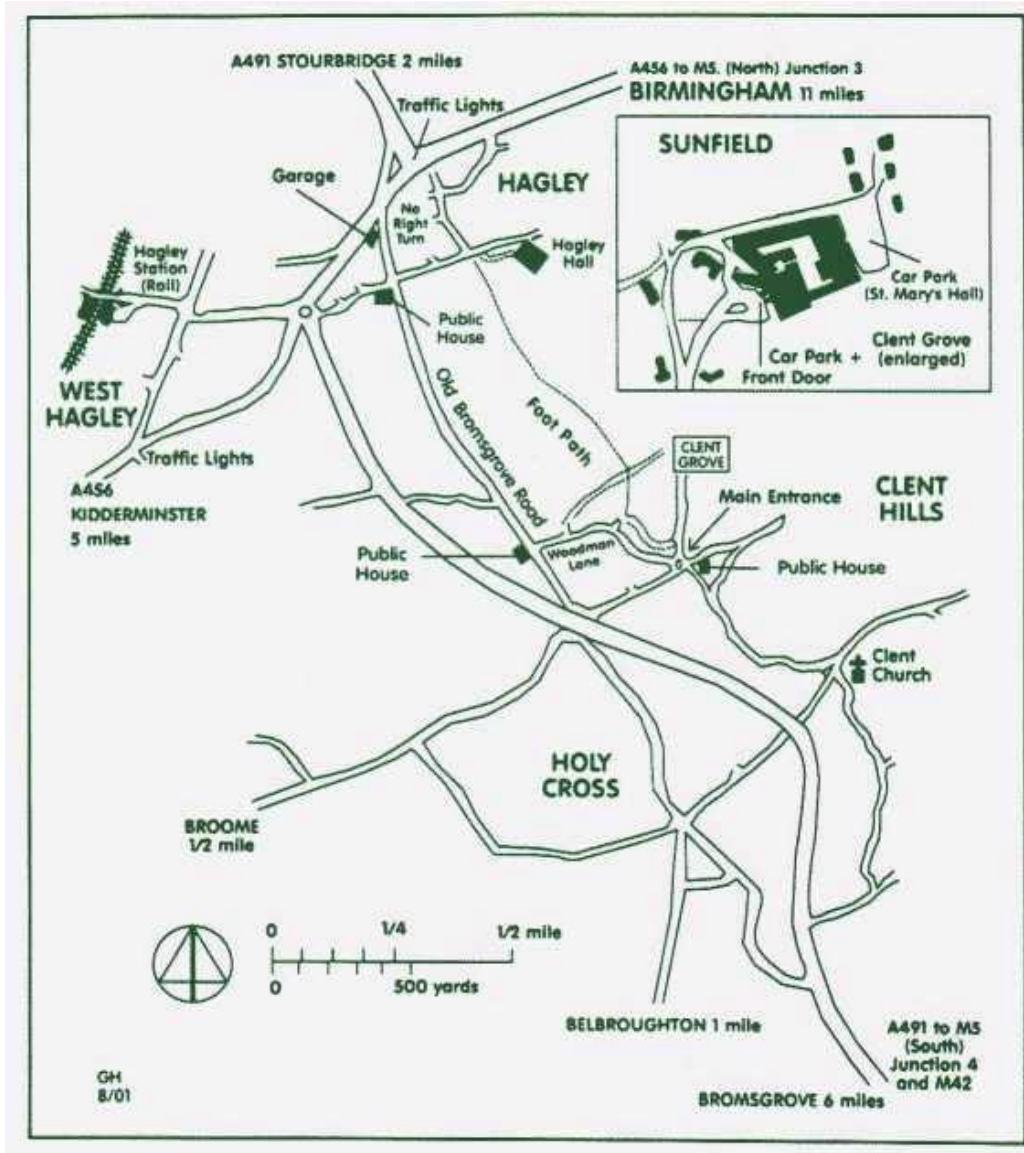 A491 STOURBRIDGE 2 miles
A456 to M5. (North) Junction 3
BIRMINGHAM 11 miles
Traffic Lights
SUNFIELD
Garage
HAGLEY
No
Right
Turn
Hagley
Station
(Rail)
Hagley
Hall
Car Park
(St. Mary's Hall)
Public
House
Clent Grove
(enlarged)
Car Park +
Front Door
WEST
HAGLEY
Old Bromsgrove Road
Foot Path
CLENT
GROVE
Traffic Lights
A456
KIDDERMINSTER
5 miles
Main Entrance
CLENT
HILLS
Public
House
Woodman
Lane
Public House
Clent
Church
HOLY
CROSS
BROOME
1/2 mile
0 1/4 1/2 mile
0 500 yards
BELBROUGHTON 1 mile
A491 to M5
(South)
Junction 4
and M42
GH
8/01
BROMSGROVE 6 miles